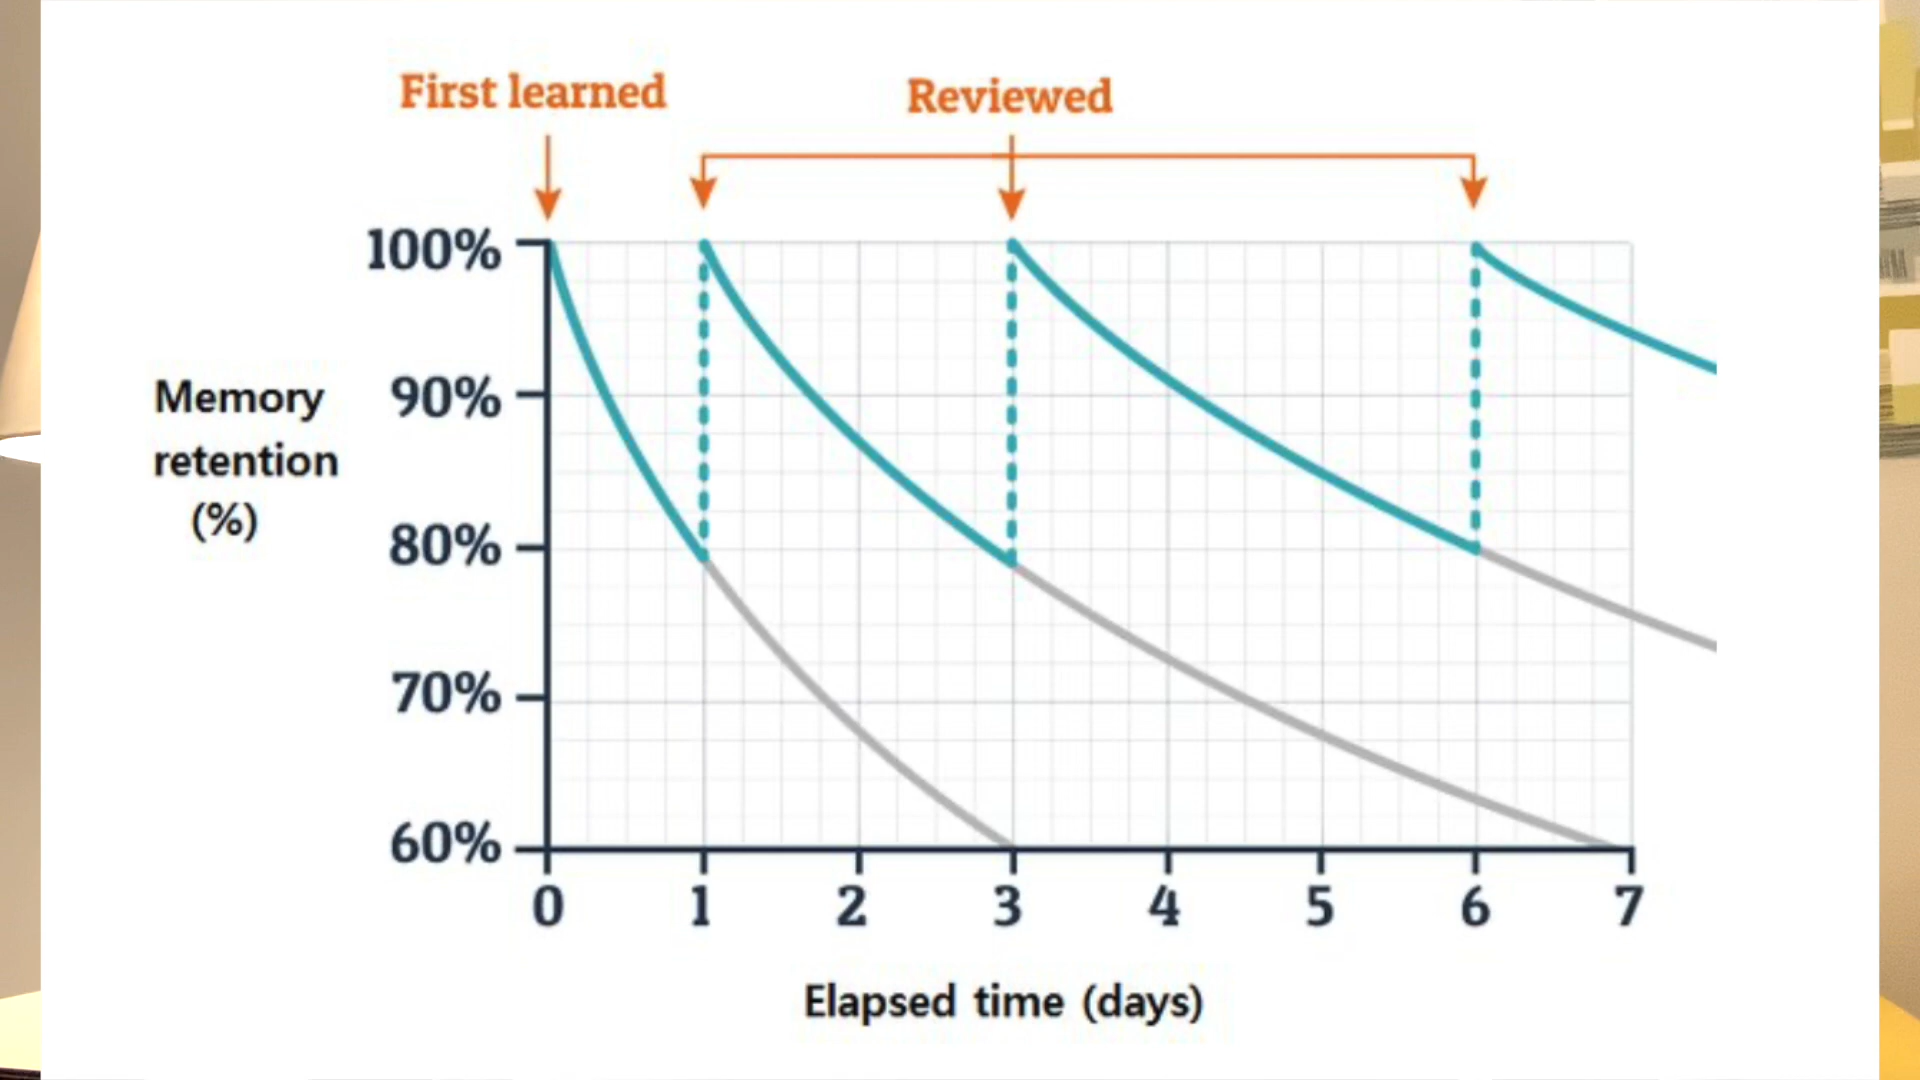 First learned
Reviewed
100%
90%
80%
70%
60%
Memory
retention
(%)
0 1 2 3 4 5 6 7
Elapsed time (days)